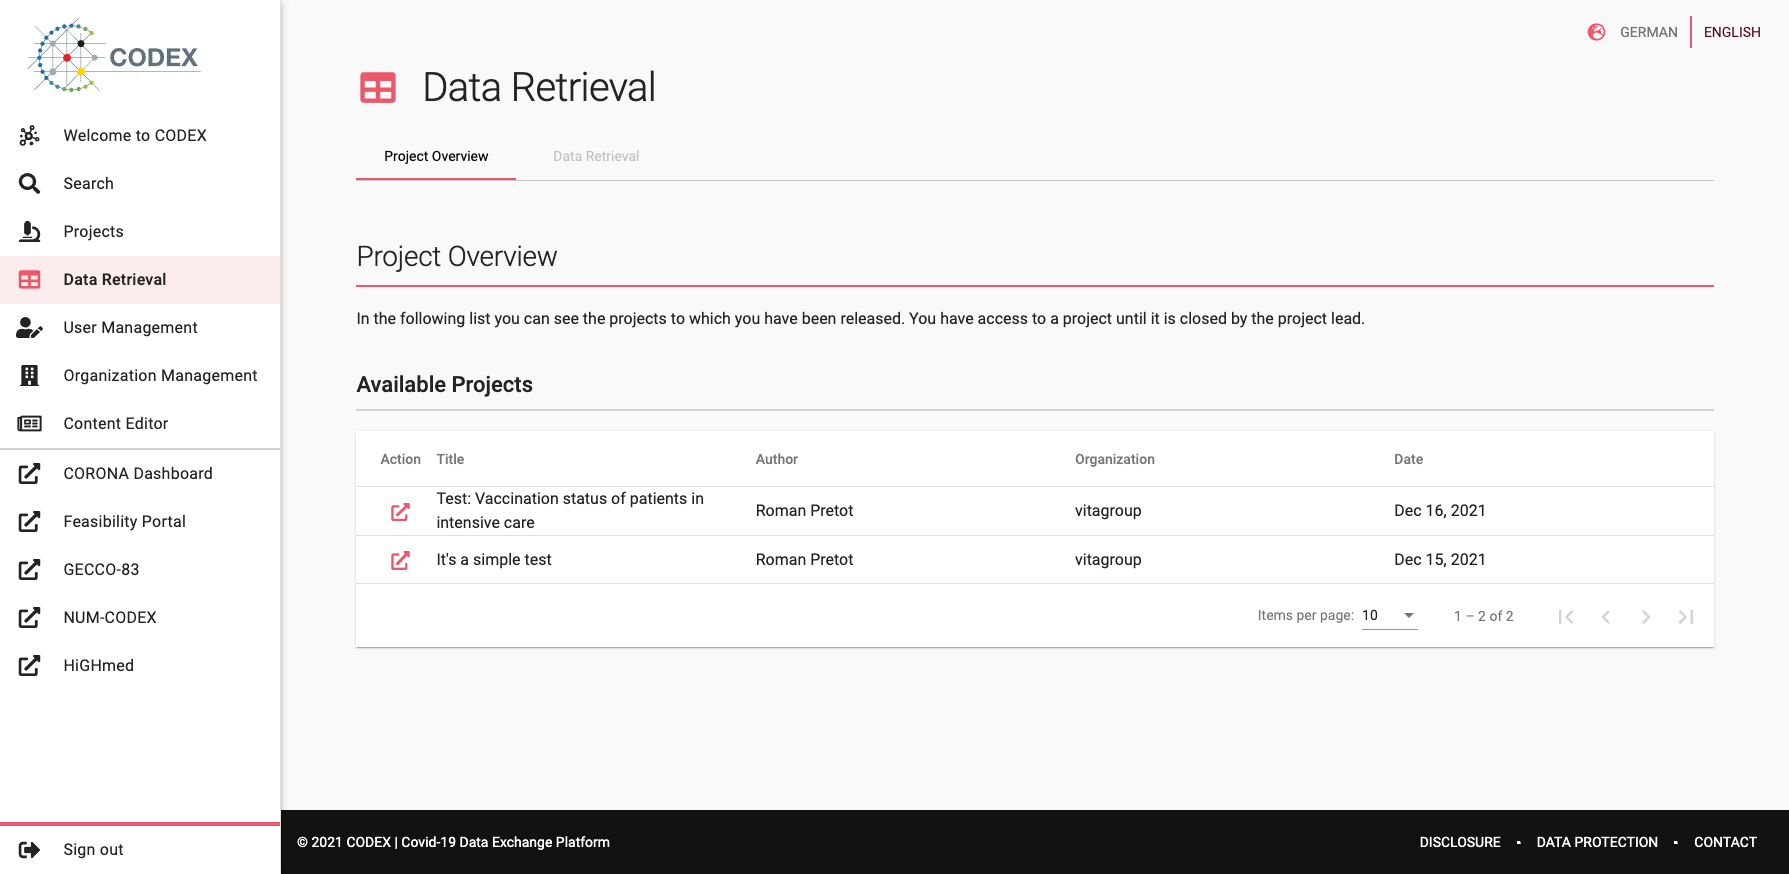 CODEX
Welcome to CODEX
Search
Projects
Data Retrieval
User Management
Organization Management
Content Editor
CORONA Dashboard
Feasibility Portal
GECCO-83
NUM-CODEX
HiGHmed
Sign out
GERMAN ENGLISH
Data Retrieval
Project Overview Data Retrieval
Project Overview
In the following list you can see the projects to which you have been released. You have access to a project until it is closed by the project lead.
Available Projects
Action Title Author Organization Date
Test: Vaccination status of patients in
intensive care Roman Pretot vitagroup Dec 16, 2021
It's a simple test Roman Pretot vitagroup Dec 15, 2021
Items per page: 10 1 – 2 of 2
© 2021 CODEX | Covid-19 Data Exchange Platform DISCLOSURE • DATA PROTECTION • CONTACT